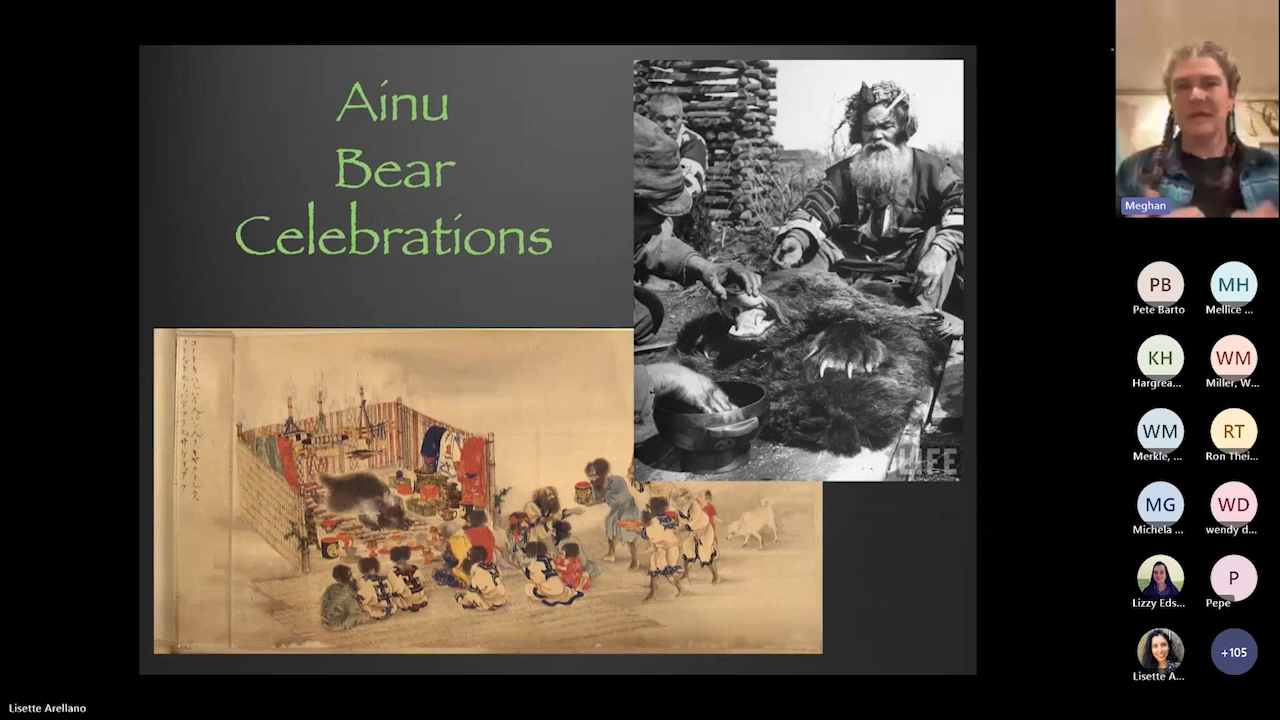 Ainu
Bear
Celebrations
LIFE
Meghan
PB
Pete Barto
MH
Mellice ...
KH
Hargrea...
WM
Miller, W...
WM
Merkle, ...
RT
Ron Thei...
MG
Michela ...
WD
wendy d...
Lizzy Eds...
P
Pepe
Lisette A...
+105
Lisette Arellano